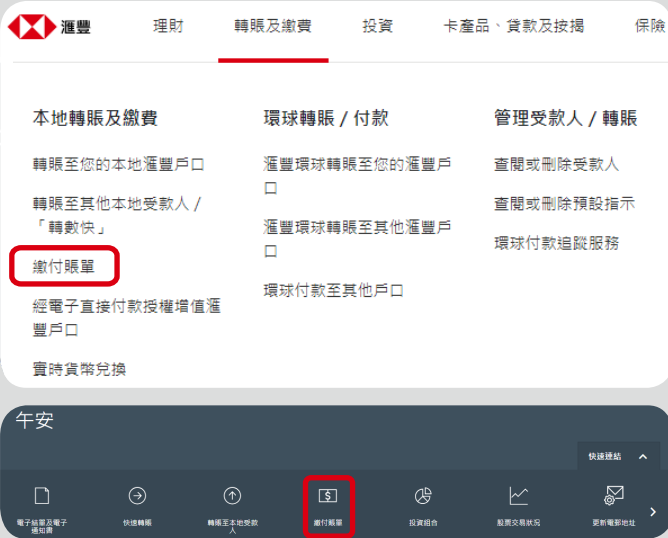 滙豐
理財 轉賬及繳費 投資 卡產品、貸款及按揭 保險
本地轉賬及繳費
轉賬至您的本地滙豐戶口
轉賬至其他本地受款人 /
「轉數快」
繳付賬單
經電子直接付款授權增值滙
豐戶口
實時貨幣兌換
環球轉賬 / 付款
滙豐環球轉賬至您的滙豐戶
口
滙豐環球轉賬至其他滙豐戶
口
環球付款至其他戶口
管理受款人 / 轉賬
查閱或刪除受款人
查閱或刪除預設指示
環球付款追蹤服務
午安
快速連結
電子結單及電子
通知書
快速轉賬
轉賬至本地受款
人
繳付賬單
投資組合
股票交易狀況
更新電郵地址